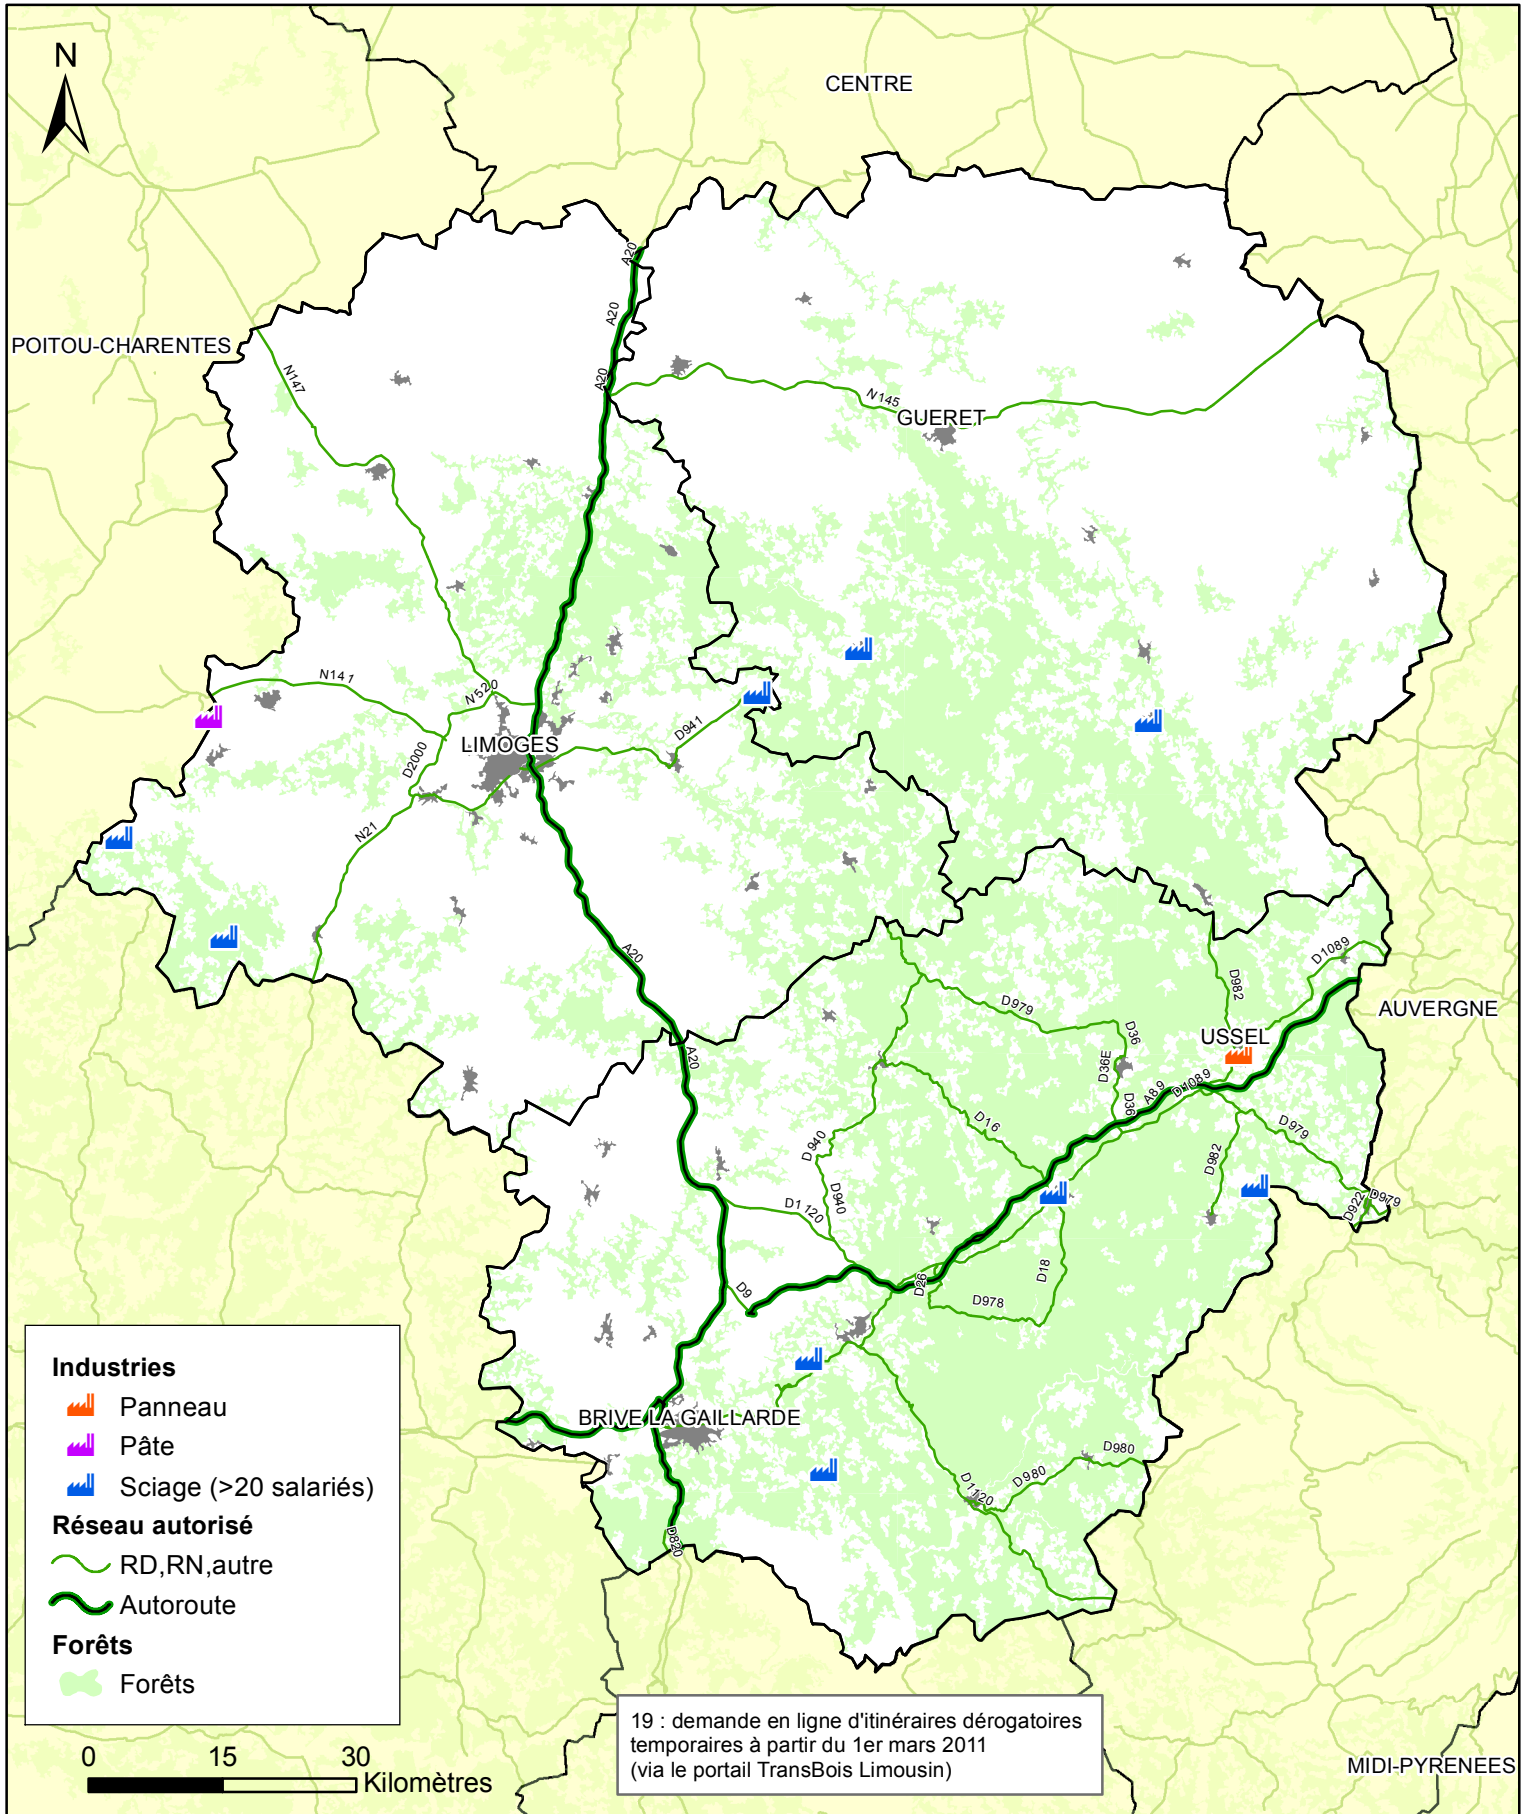 N
CENTRE
A20
A20
POITOU-CHARENTES
N147
A20
N145
GUERET
N141
N520
D941
LIMOGES
D2000
N21
A20
D1089
D982
D979
AUVERGNE
D36
USSEL
A20
D36E
A89
D1089
D36
D16
D979
D940
D982
D940
D979
D922
D1120
D18
D26
D9
D978
Industries
Panneau
Pâte
Sciage (>20 salariés)
Réseau autorisé
RD,RN,autre
Autoroute
Forêts
Forêts
BRIVE LA GAILLARDE
D980
D980
D1120
D820
19 : demande en ligne d'itinéraires dérogatoires
temporaires à partir du 1er mars 2011
(via le portail TransBois Limousin)
0 15 30
Kilomètres
MIDI-PYRENEES